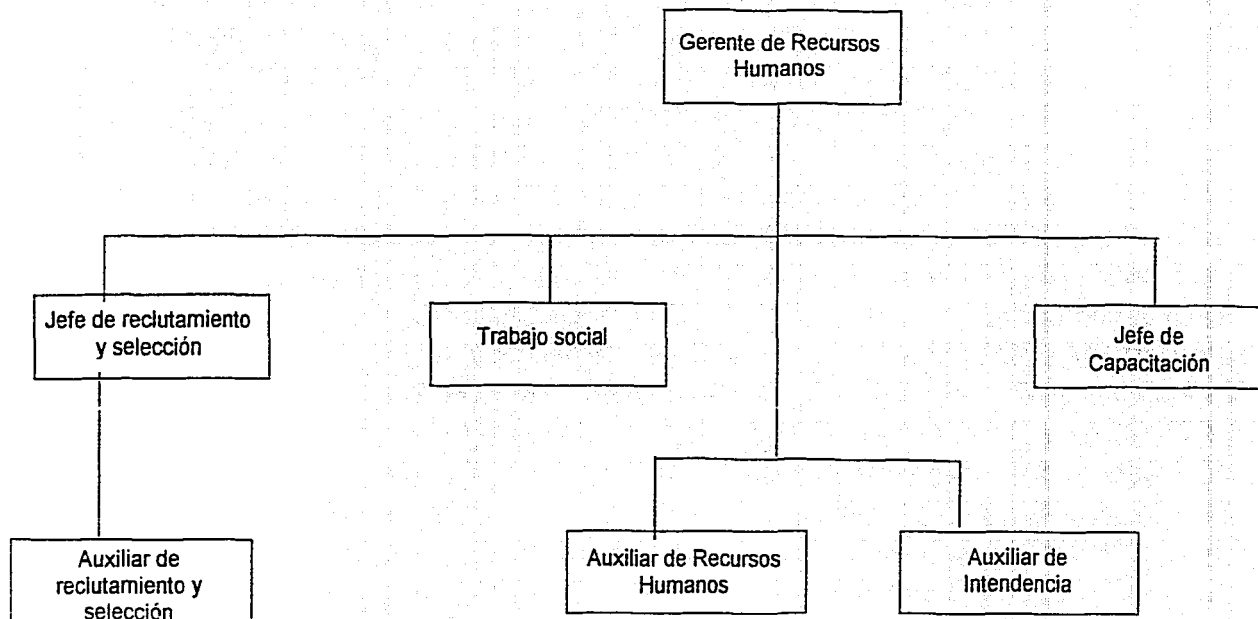 Gerente de Recursos
Humanos
Jefe de reclutamiento
y selección
Trabajo social
Jefe de
Capacitación
Auxiliar de
reclutamiento y
selección
Auxiliar de Recursos
Humanos
Auxiliar de
Intendencia